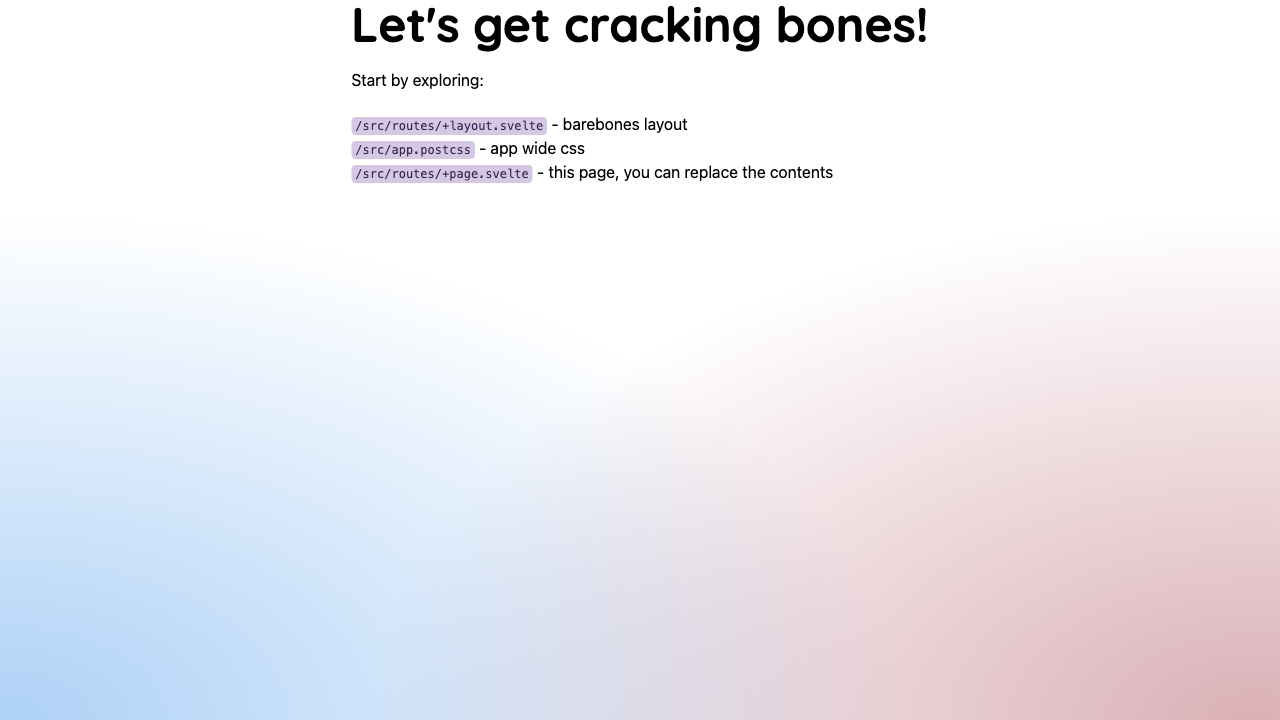 Let's get cracking bones!
Start by exploring:
/src/routes/+layout.svelte - barebones layout
/src/app.postcss - app wide css
/src/routes/+page.svelte - this page, you can replace the contents